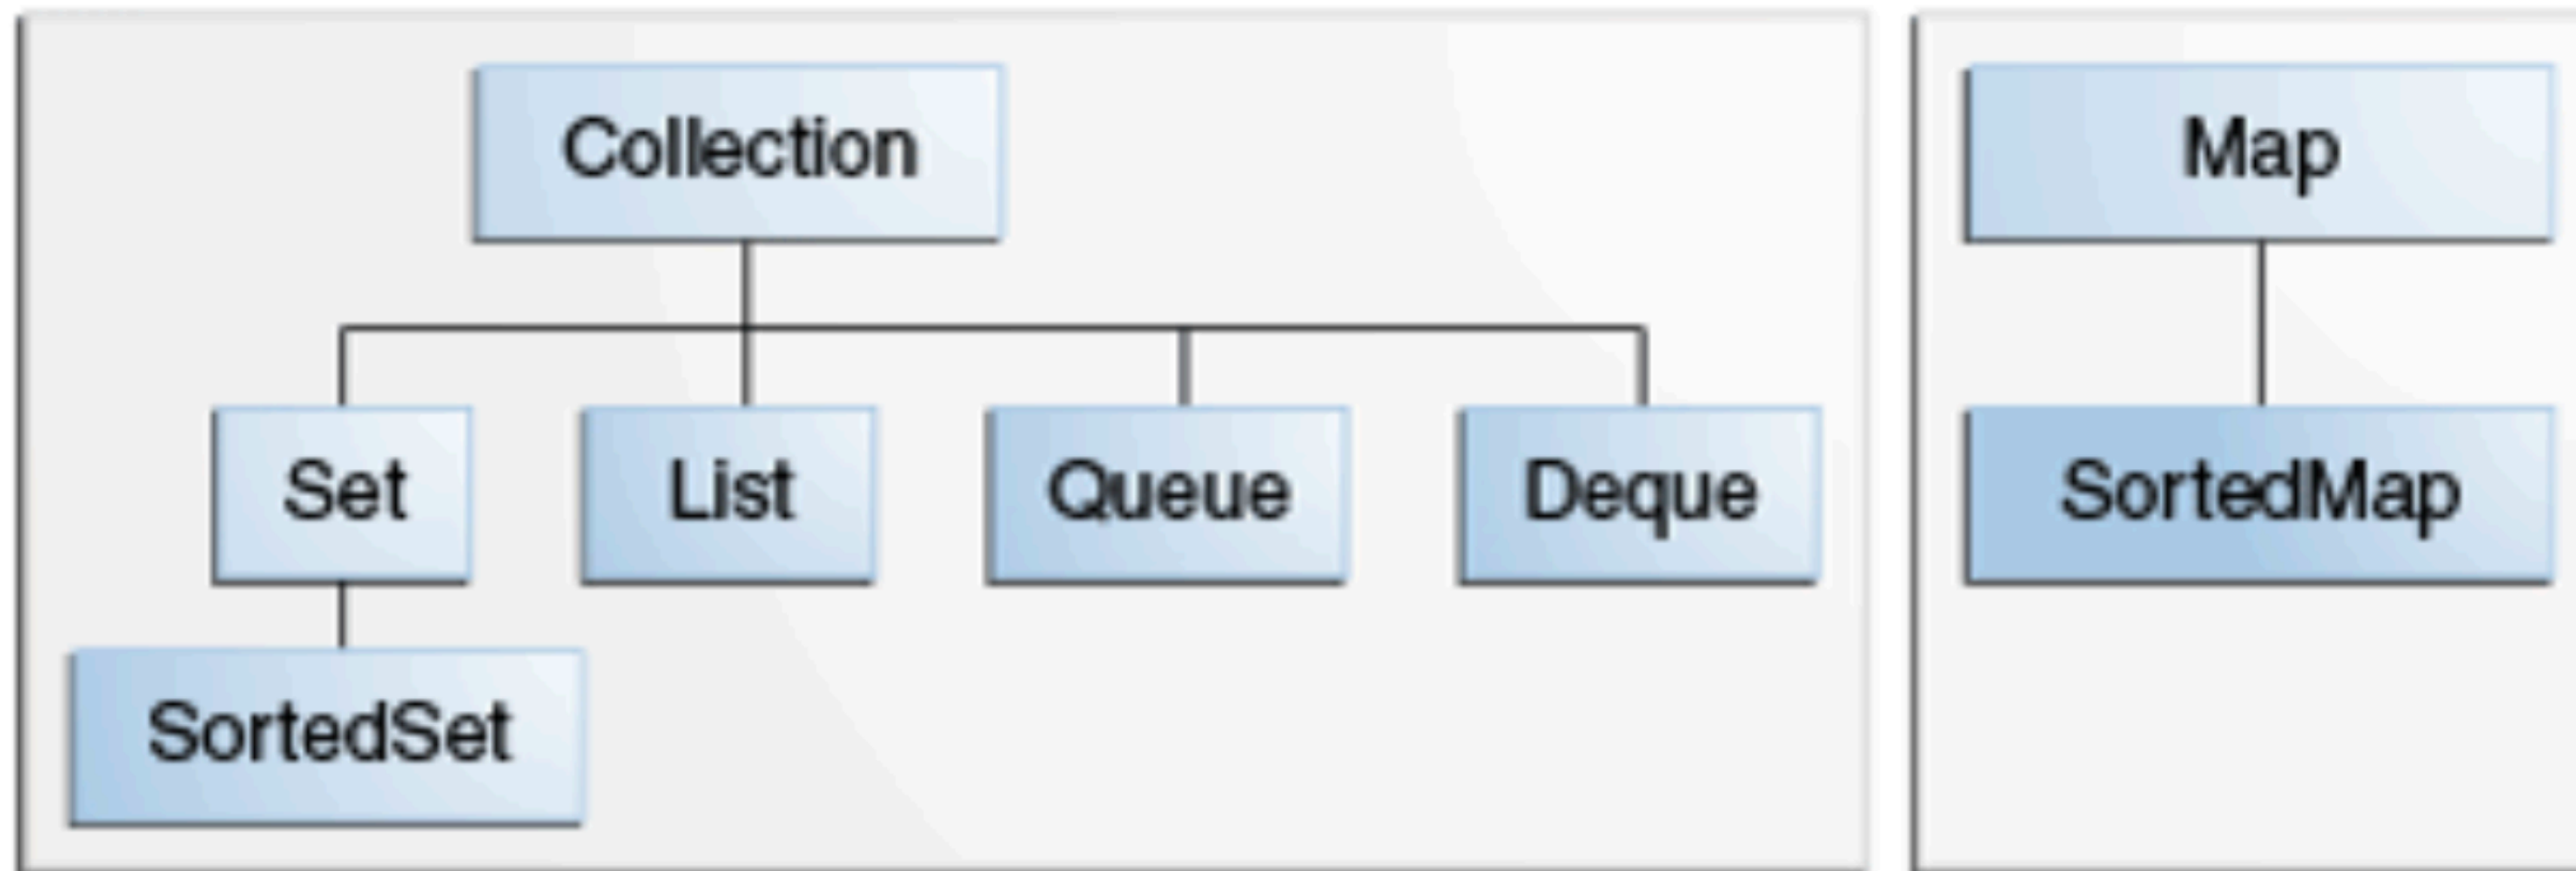 Collection
Map
Set
List
Queue
Deque
SortedMap
SortedSet